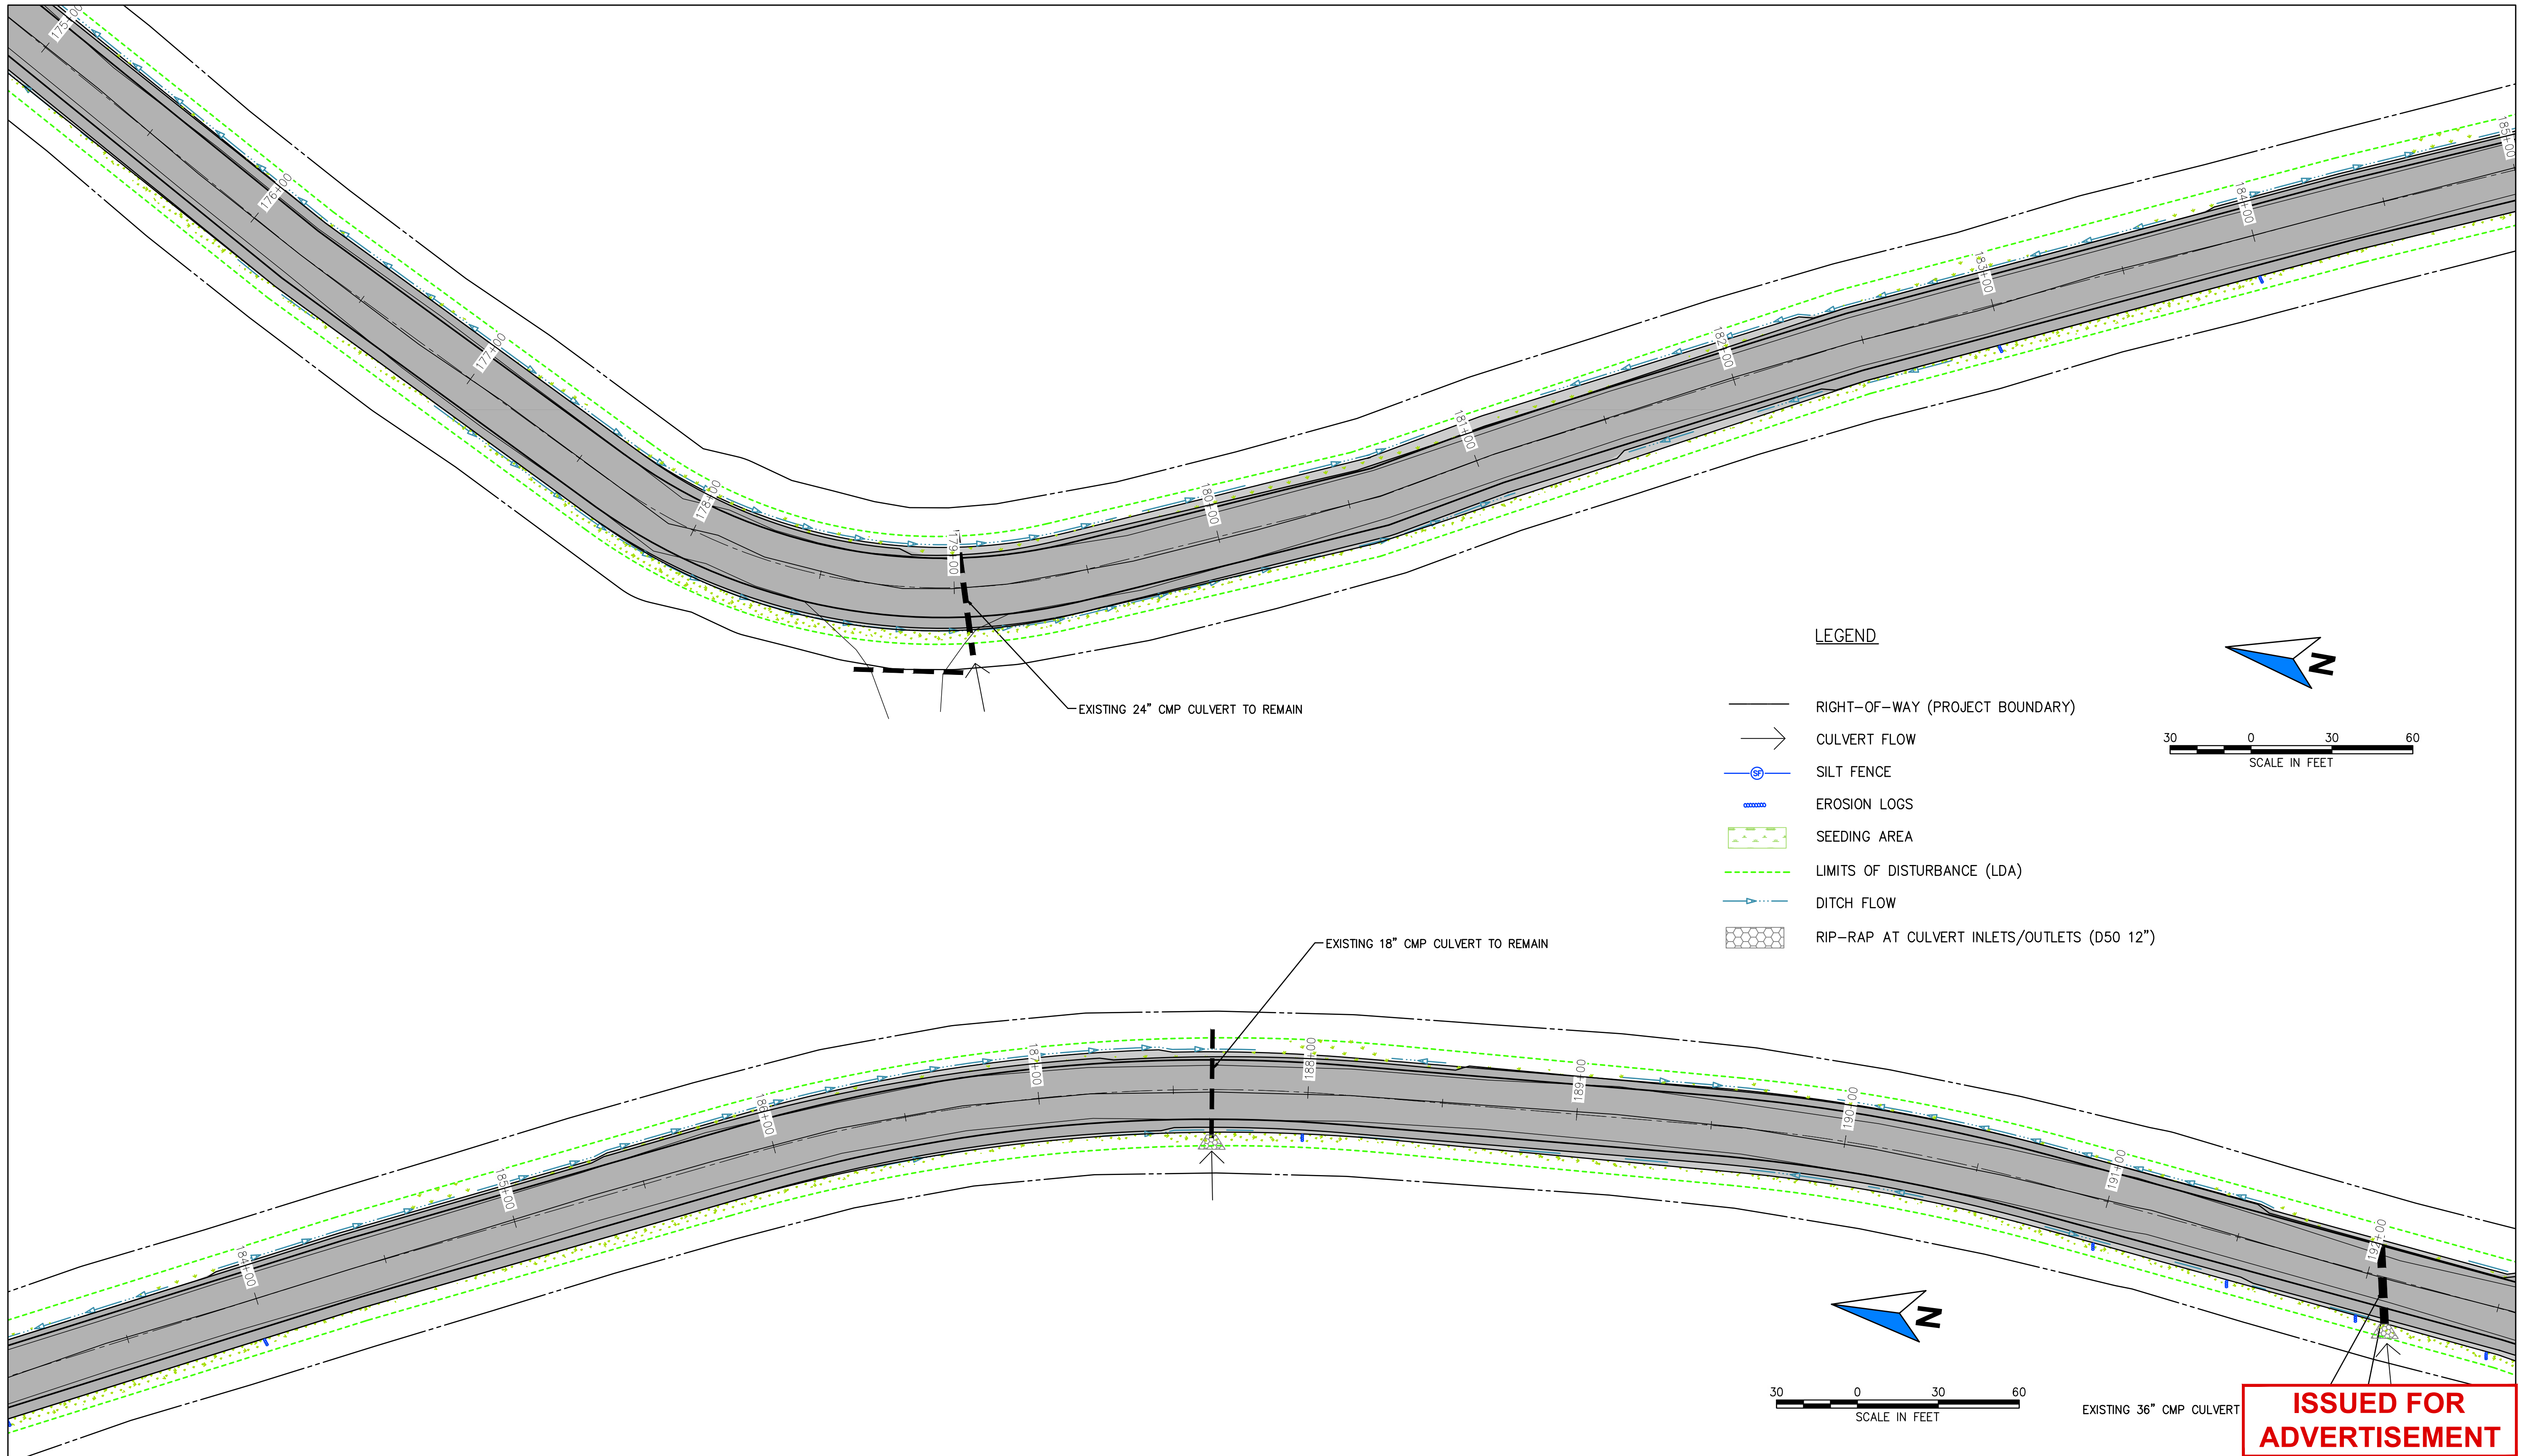 175+00
176+00
177+00
178+00
179+00
180+00
181+00
182+00
183+00
184+00
185+00
EXISTING 24" CMP CULVERT TO REMAIN
LEGEND
RIGHT-OF-WAY (PROJECT BOUNDARY)
CULVERT FLOW
SF
SILT FENCE
EROSION LOGS
SEEDING AREA
LIMITS OF DISTURBANCE (LDA)
DITCH FLOW
RIP-RAP AT CULVERT INLETS/OUTLETS (D50 12")
N
30 0 30 60
SCALE IN FEET
EXISTING 18" CMP CULVERT TO REMAIN
184+00
185+00
186+00
187+00
188+00
189+00
190+00
191+00
192+00
N
30 0 30 60
SCALE IN FEET
EXISTING 36" CMP CULVERT
ISSUED FOR
ADVERTISEMENT